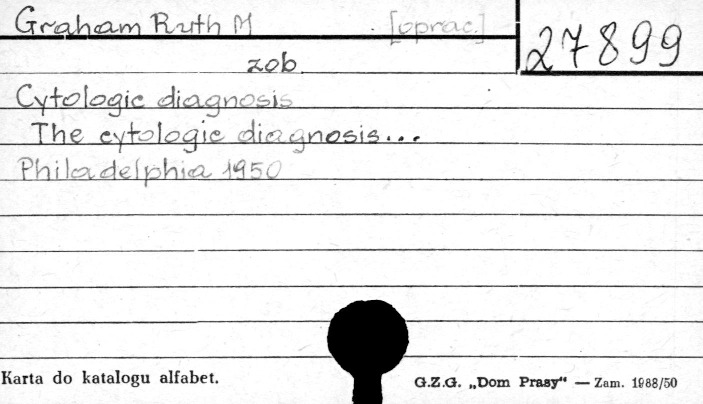 Graham Ruth M [oprac.]
27899
zob.
Cytologic diagnosis
The cytologic diagnosis...
Philadelphia 1950
Karta do katalogu alfabet.
G.Z.G. „Dom Prasy“ — Zam. 1988/50